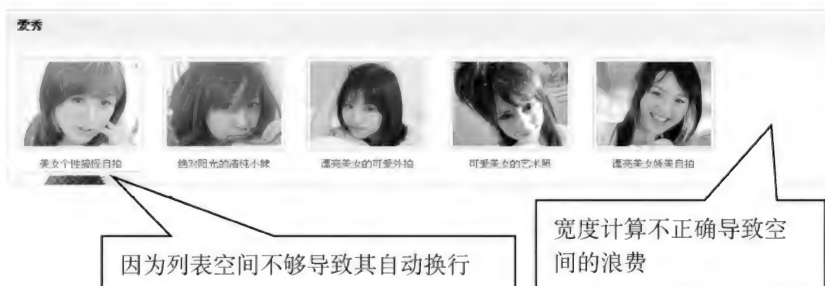 爱秀
美女个性搞怪自拍
绝对阳光的清纯小妹
漂亮美女的可爱外拍
可爱美女的艺术照
漂亮美女娇美自拍
因为列表空间不够导致其自动换行
宽度计算不正确导致空
间的浪费